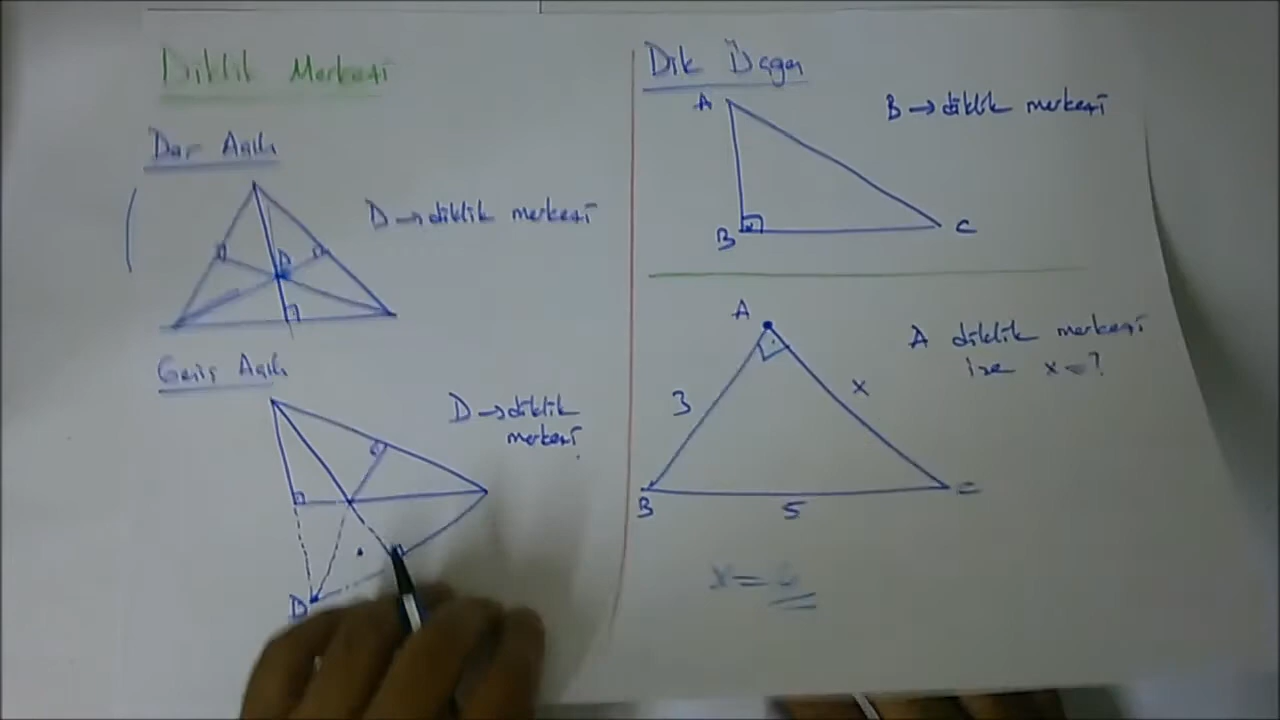 Diklik Merkezi
Dar Açılı
D → diklik merkezi
D
Geniş Açılı
D → diklik
merkezi
D
Dik Üçgen
A
B → diklik merkezi
B
C
A
A diklik merkezi
ise x=?
3
x
B
5
C
x=4